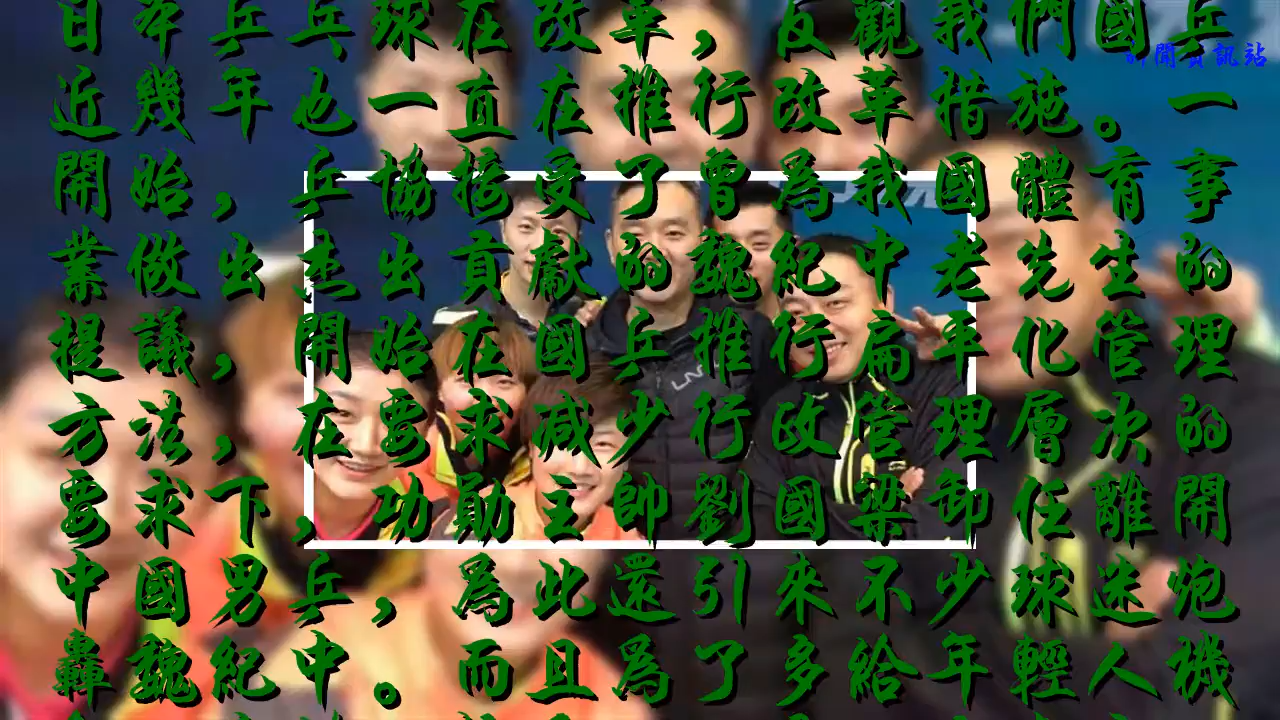 日本乒乓球在改革，反觀我們國乒
近幾年也一直在推行改革措施。一
開始，乒協接受了曾爲我國體育事
業做出杰出貢獻的魏紀中老先生的
提議，開始在國乒推行扁平化管理
方法，在要求減少行政管理層次的
要求下，功勛主帥劉國梁卸任離開
中國男乒，爲此還引來不少球迷炮
轟魏紀中。而且爲了多給年輕人機
聞資訊站